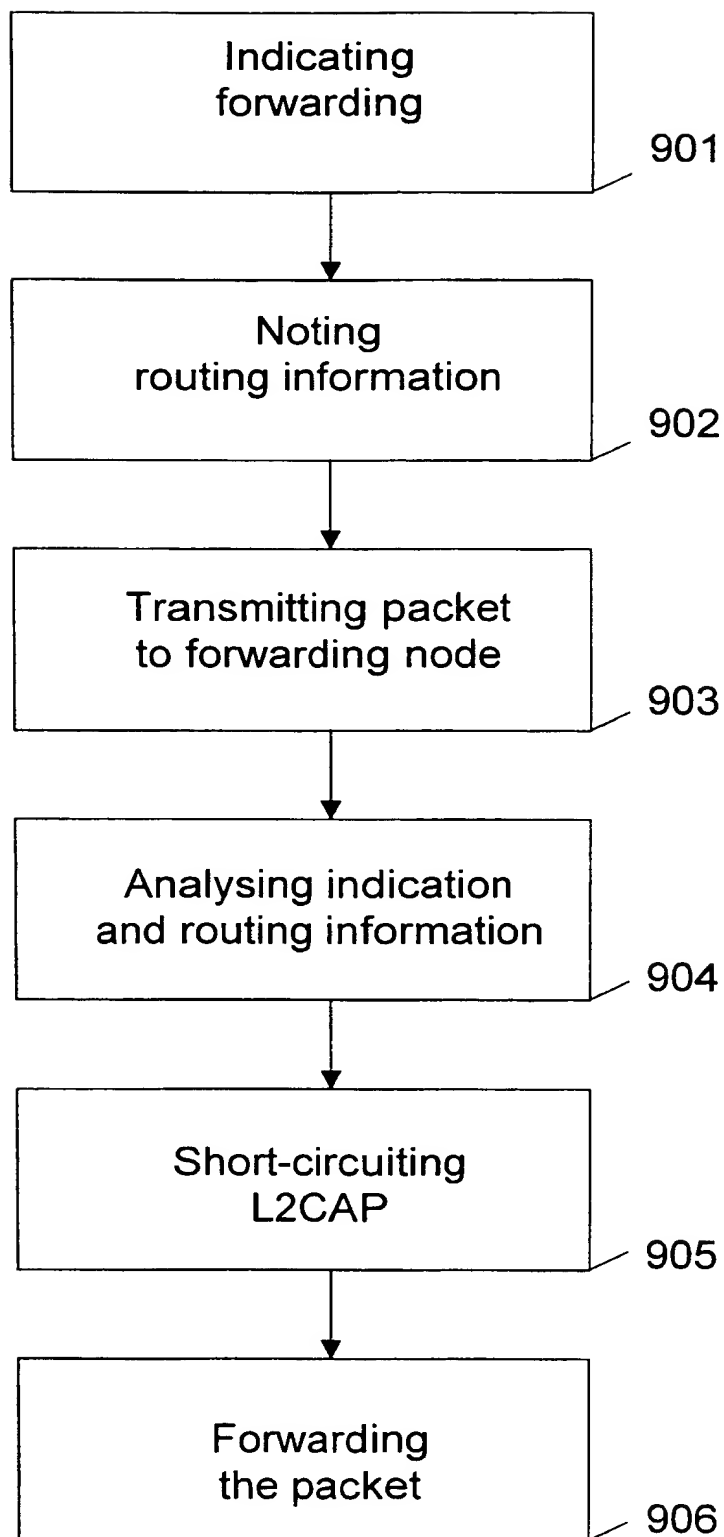 Indicating
forwarding
901
Noting
routing information
902
Transmitting packet
to forwarding node
903
Analysing indication
and routing information
904
Short-circuiting
L2CAP
905
Forwarding
the packet
906